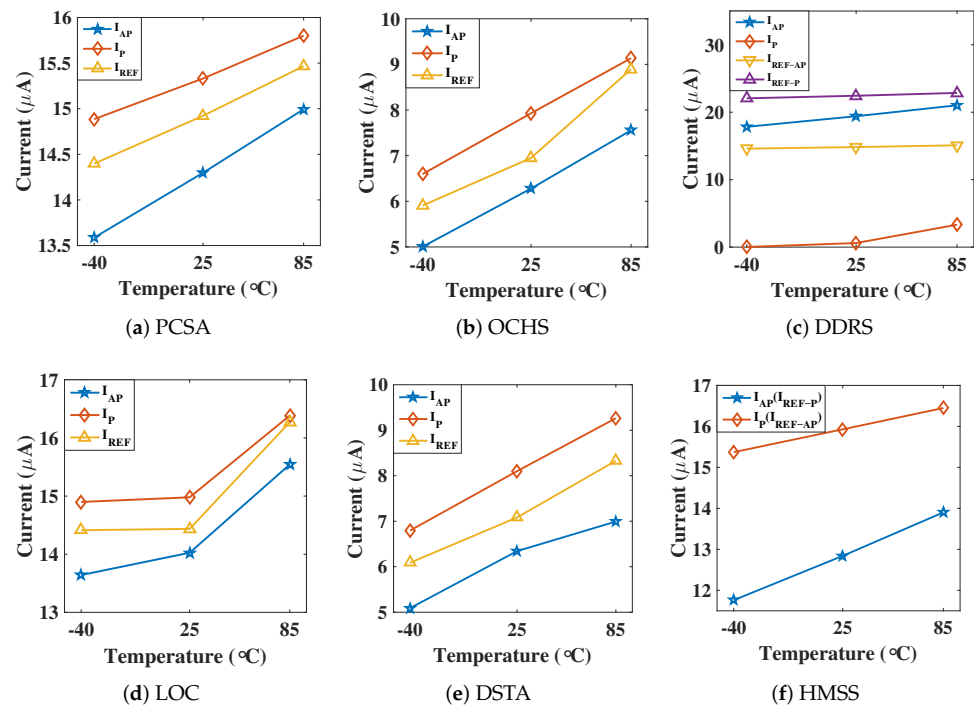 16
15.5
15
14.5
14
13.5
Current (μA)
I_AP
I_P
I_REF
-40 25 85
Temperature (°C)
(a) PCSA
10
9
8
7
6
5
Current (μA)
I_AP
I_P
I_REF
-40 25 85
Temperature (°C)
(b) OCHS
30
20
10
0
Current (μA)
I_AP
I_P
I_REF−AP
I_REF−P
-40 25 85
Temperature (°C)
(c) DDRS
17
16
15
14
13
Current (μA)
I_AP
I_P
I_REF
-40 25 85
Temperature (°C)
(d) LOC
10
9
8
7
6
5
Current (μA)
I_AP
I_P
I_REF
-40 25 85
Temperature (°C)
(e) DSTA
17
16
15
14
13
12
Current (μA)
I_AP(I_REF−P)
I_P(I_REF−AP)
-40 25 85
Temperature (°C)
(f) HMSS